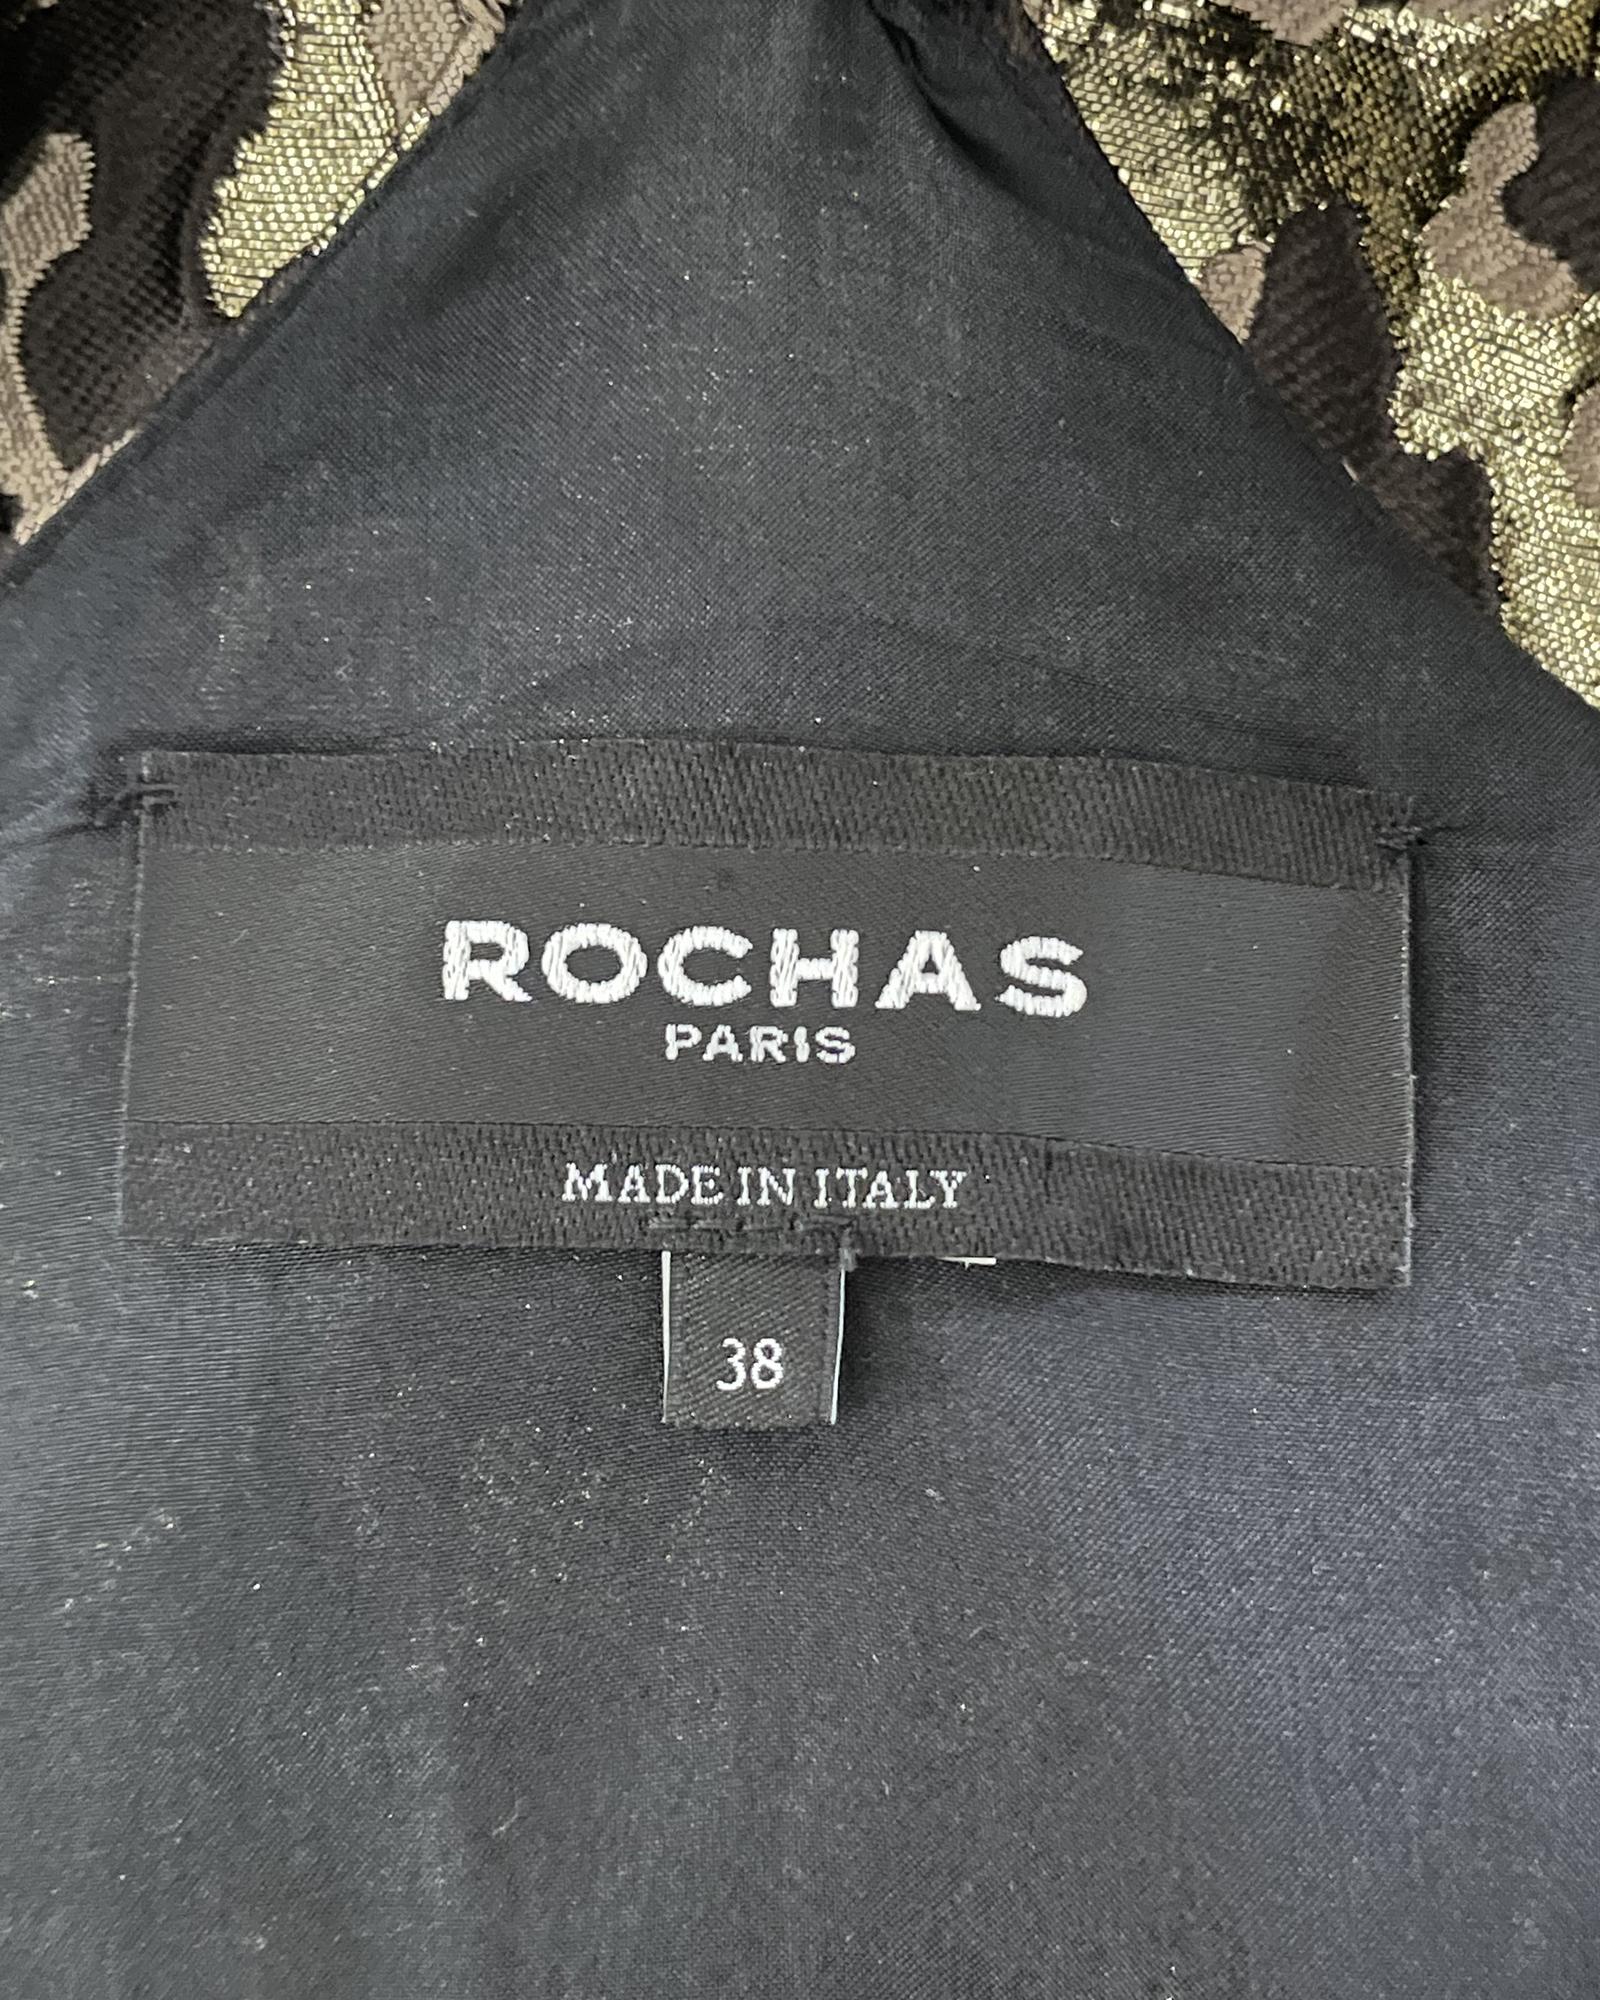 ROCHAS
PARIS
MADE IN ITALY
38